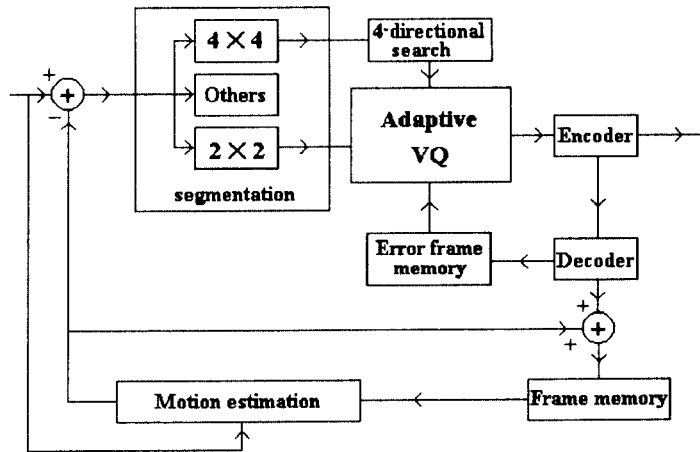 4 × 4
4-directional
search
+
+
−
Others
Adaptive
VQ
Encoder
2 × 2
segmentation
Error frame
memory
Decoder
+
+
+
Motion estimation
Frame memory